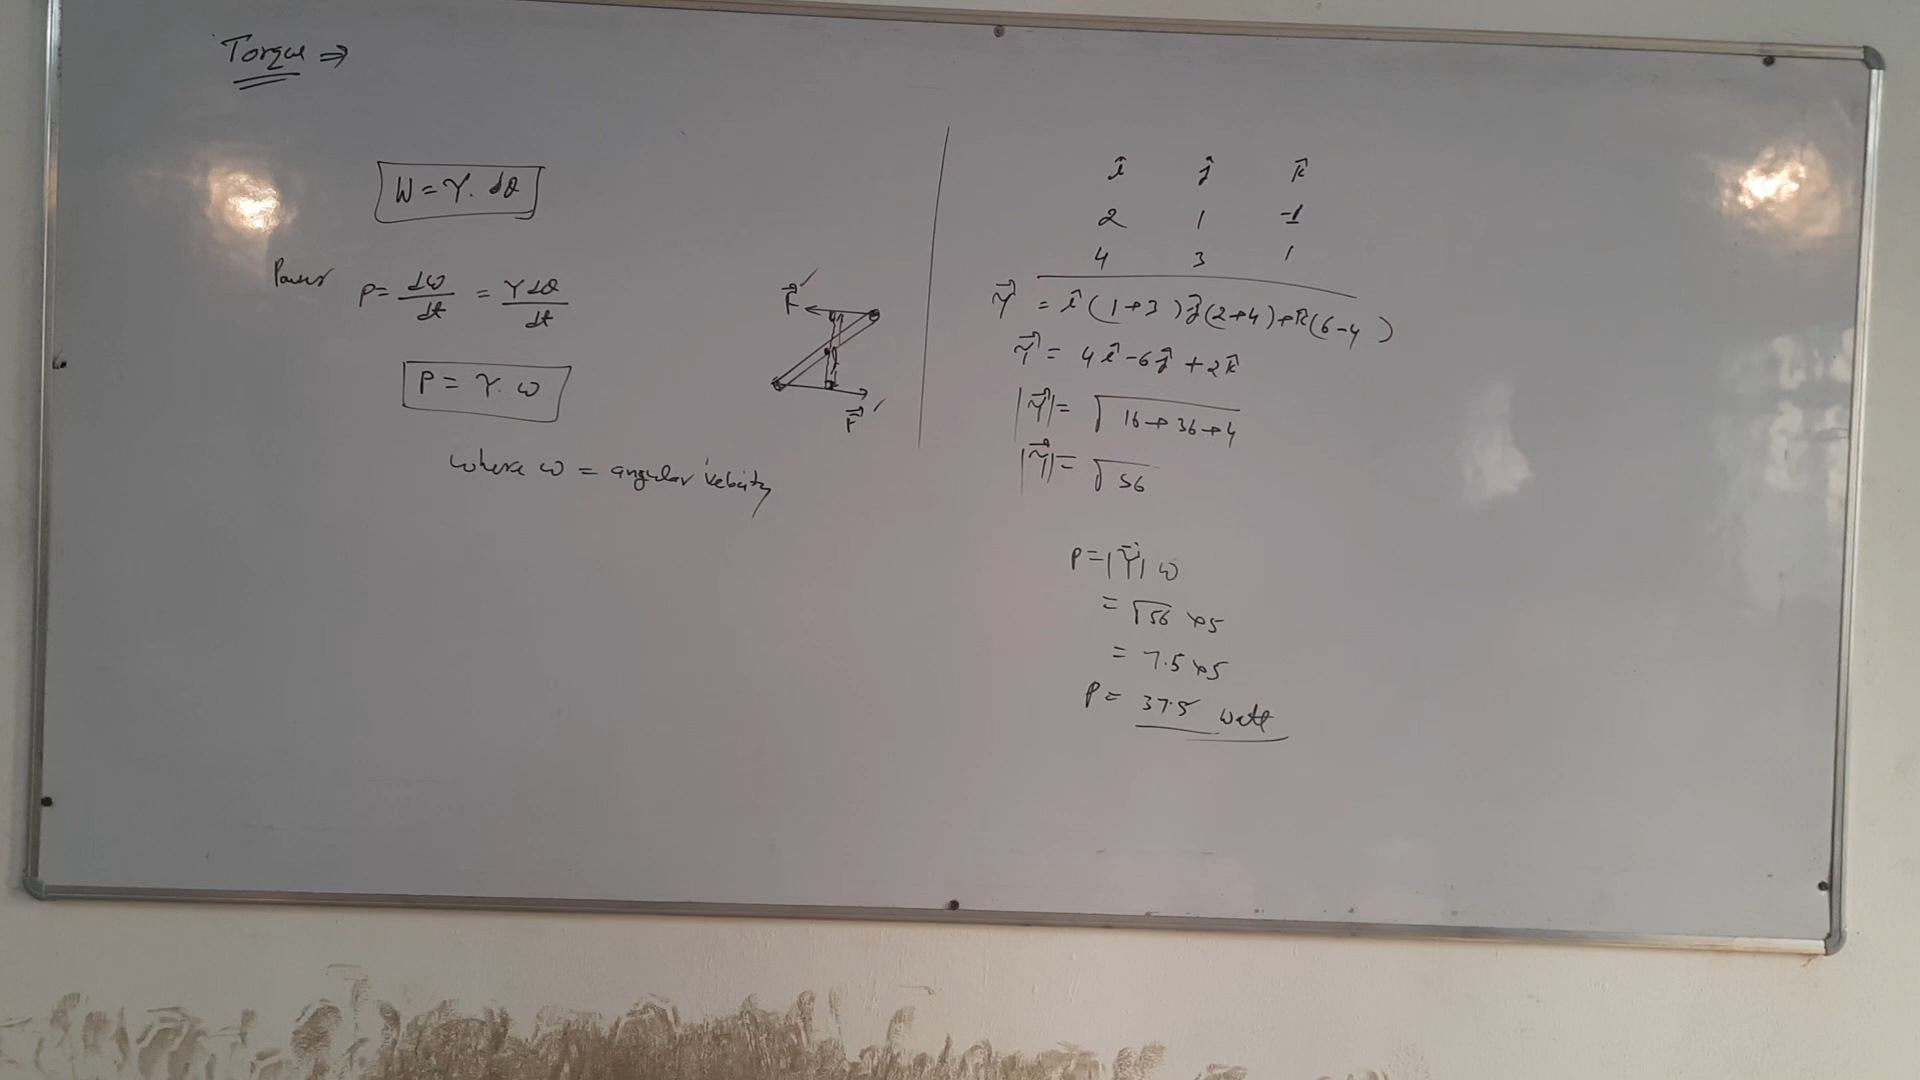 Torque ⇒
W = τ. dθ
Power P = dω/dt = τdθ/dt
P = τ. ω
where ω = angular velocity
F⃗
F⃗
î ĵ k̂
2 1 -1
4 3 1
τ⃗ = î(1+3) ĵ(2+4)+k̂(6-4)
τ⃗ = 4î-6ĵ+2k̂
|τ⃗|= √16+36+4
|τ⃗|= √56
P=|τ⃗| ω
= √56 ×5
= 7.5×5
P= 37.5 watt